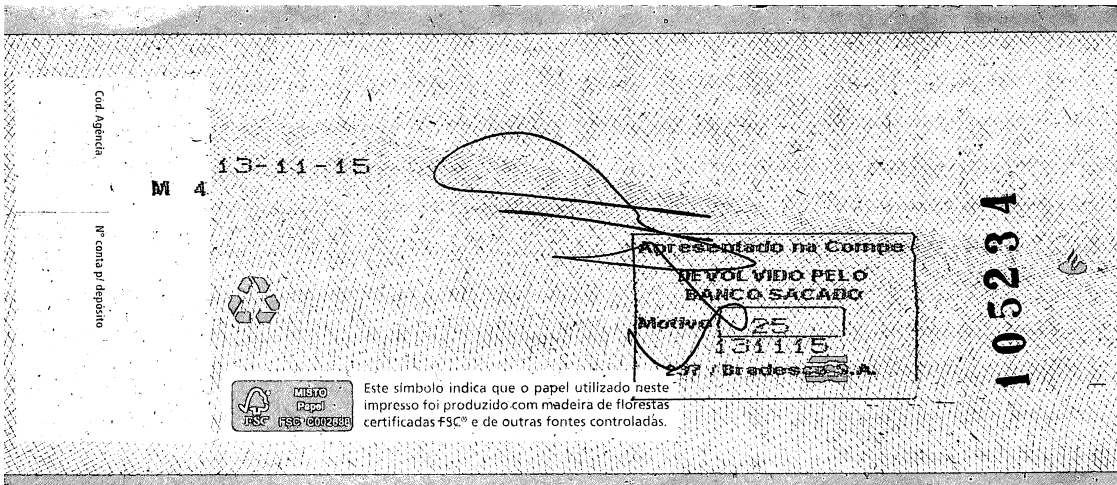 Cód. Agência
Nº conta p/ depósito
13-11-15
M 4
Apresentado na Compe
DEVOLVIDO PELO
BANCO SACADO
Motivo 25
131115
237 / Bradesco S.A.
105234
MISTO
Papel
FSC
FSC® C002698
Este símbolo indica que o papel utilizado neste
impresso foi produzido com madeira de florestas
certificadas FSC® e de outras fontes controladas.